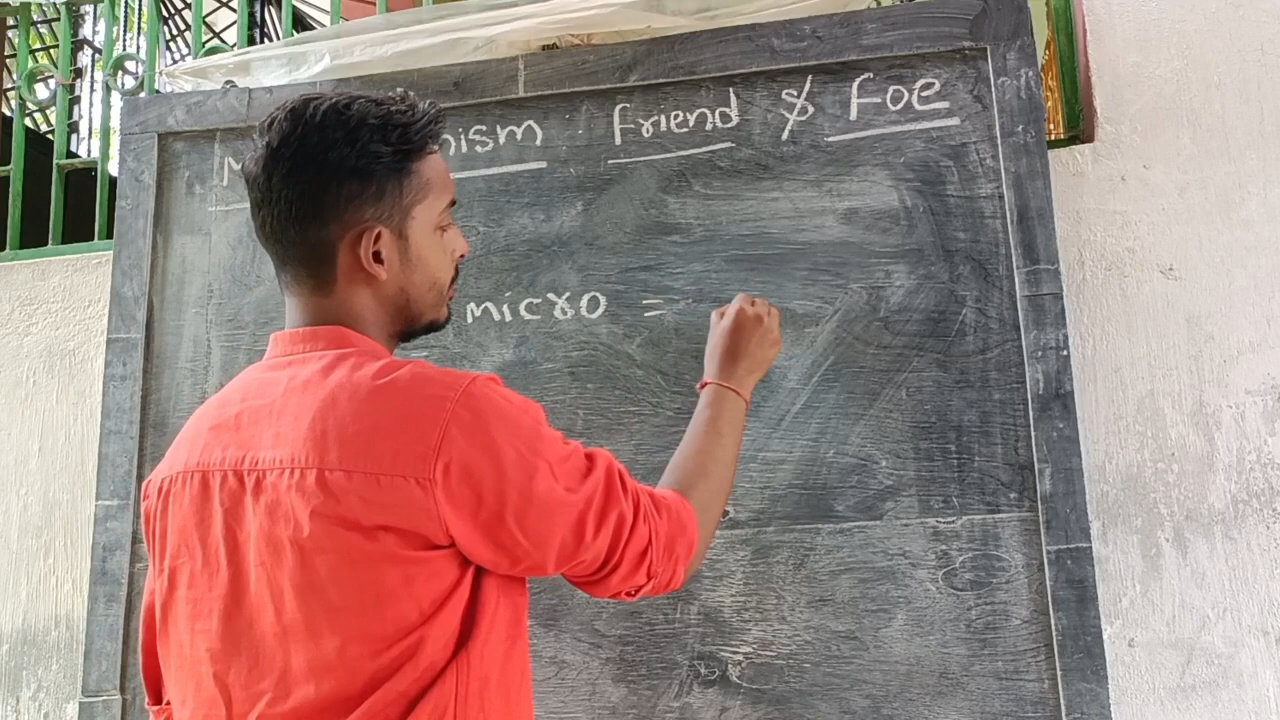 nism : friend & Foe
micro =